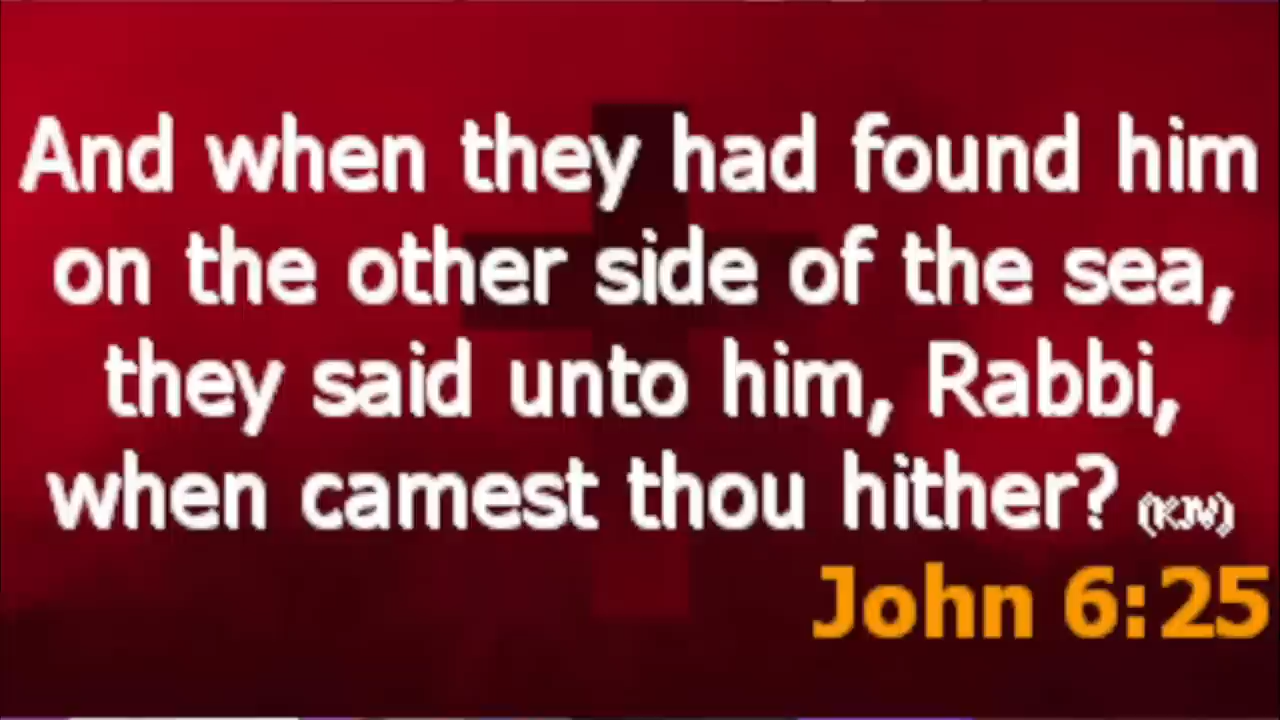 And when they had found him
on the other side of the sea,
they said unto him, Rabbi,
when camest thou hither? (KJV)
John 6:25